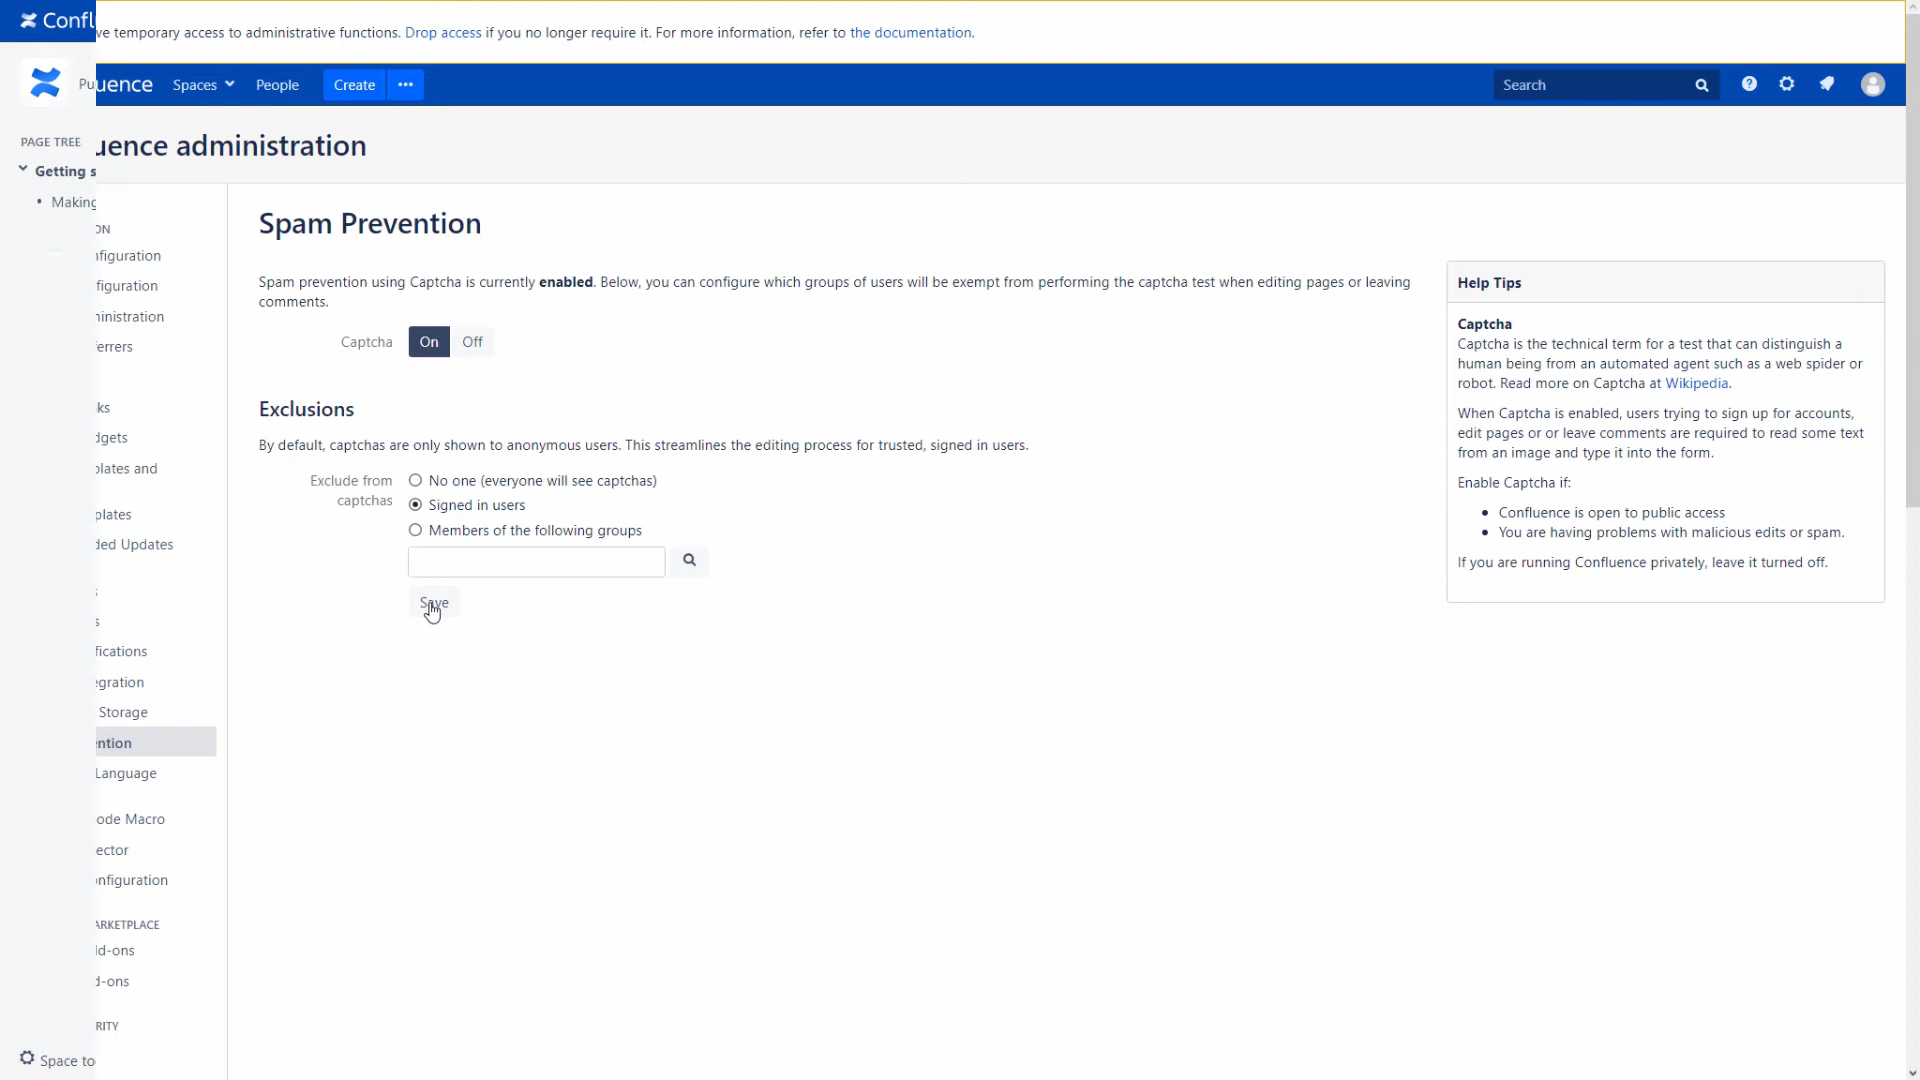 Confl
ve temporary access to administrative functions. Drop access if you no longer require it. For more information, refer to the documentation.
Pu
uence Spaces People Create ••• Search
PAGE TREE
Getting s
• Making
Space to
uence administration
ON
nfiguration
figuration
ninistration
ferrers
ks
dgets
plates and
plates
ded Updates
s
s
fications
egration
Storage
ention
Language
ode Macro
ector
onfiguration
ARKETPLACE
dd-ons
d-ons
RITY
Spam Prevention
Spam prevention using Captcha is currently enabled. Below, you can configure which groups of users will be exempt from performing the captcha test when editing pages or leaving
comments.
Captcha On Off
Exclusions
By default, captchas are only shown to anonymous users. This streamlines the editing process for trusted, signed in users.
Exclude from
captchas
No one (everyone will see captchas)
Signed in users
Members of the following groups
Save
Help Tips
Captcha
Captcha is the technical term for a test that can distinguish a
human being from an automated agent such as a web spider or
robot. Read more on Captcha at Wikipedia.
When Captcha is enabled, users trying to sign up for accounts,
edit pages or or leave comments are required to read some text
from an image and type it into the form.
Enable Captcha if:
• Confluence is open to public access
• You are having problems with malicious edits or spam.
If you are running Confluence privately, leave it turned off.